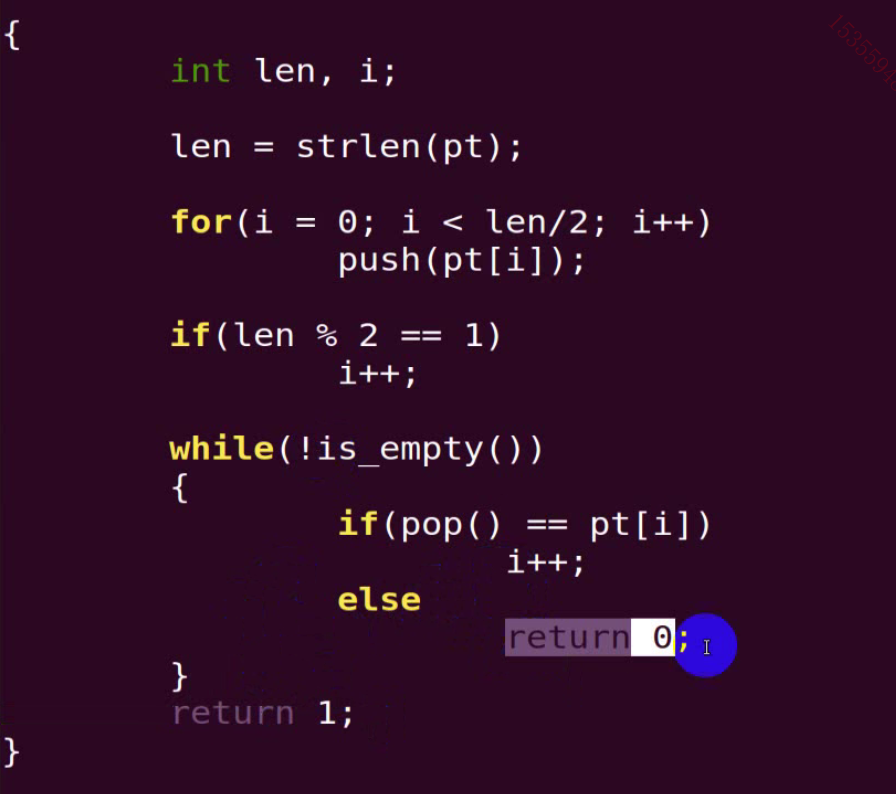 {
int len, i;
len = strlen(pt);
for(i = 0; i < len/2; i++)
push(pt[i]);
if(len % 2 == 1)
i++;
while(!is_empty())
{
if(pop() == pt[i])
i++;
else
return 0;
}
return 1;
}